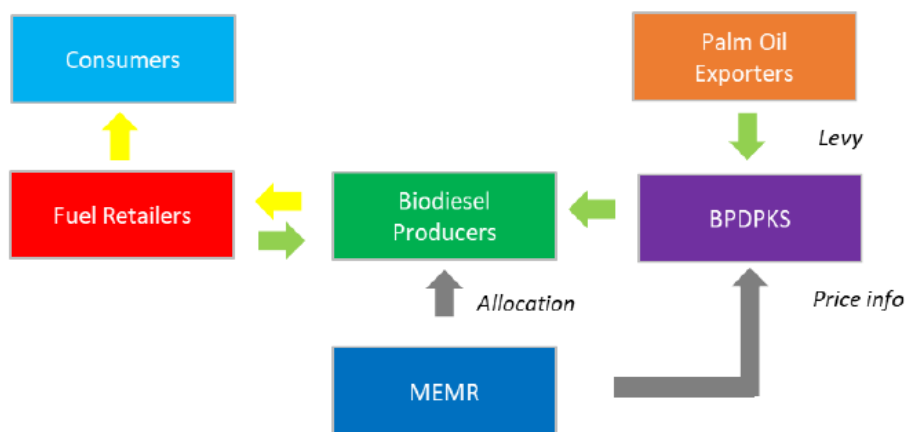 Consumers
Palm Oil
Exporters
Levy
Fuel Retailers
Biodiesel
Producers
BPDPKS
Allocation
Price info
MEMR